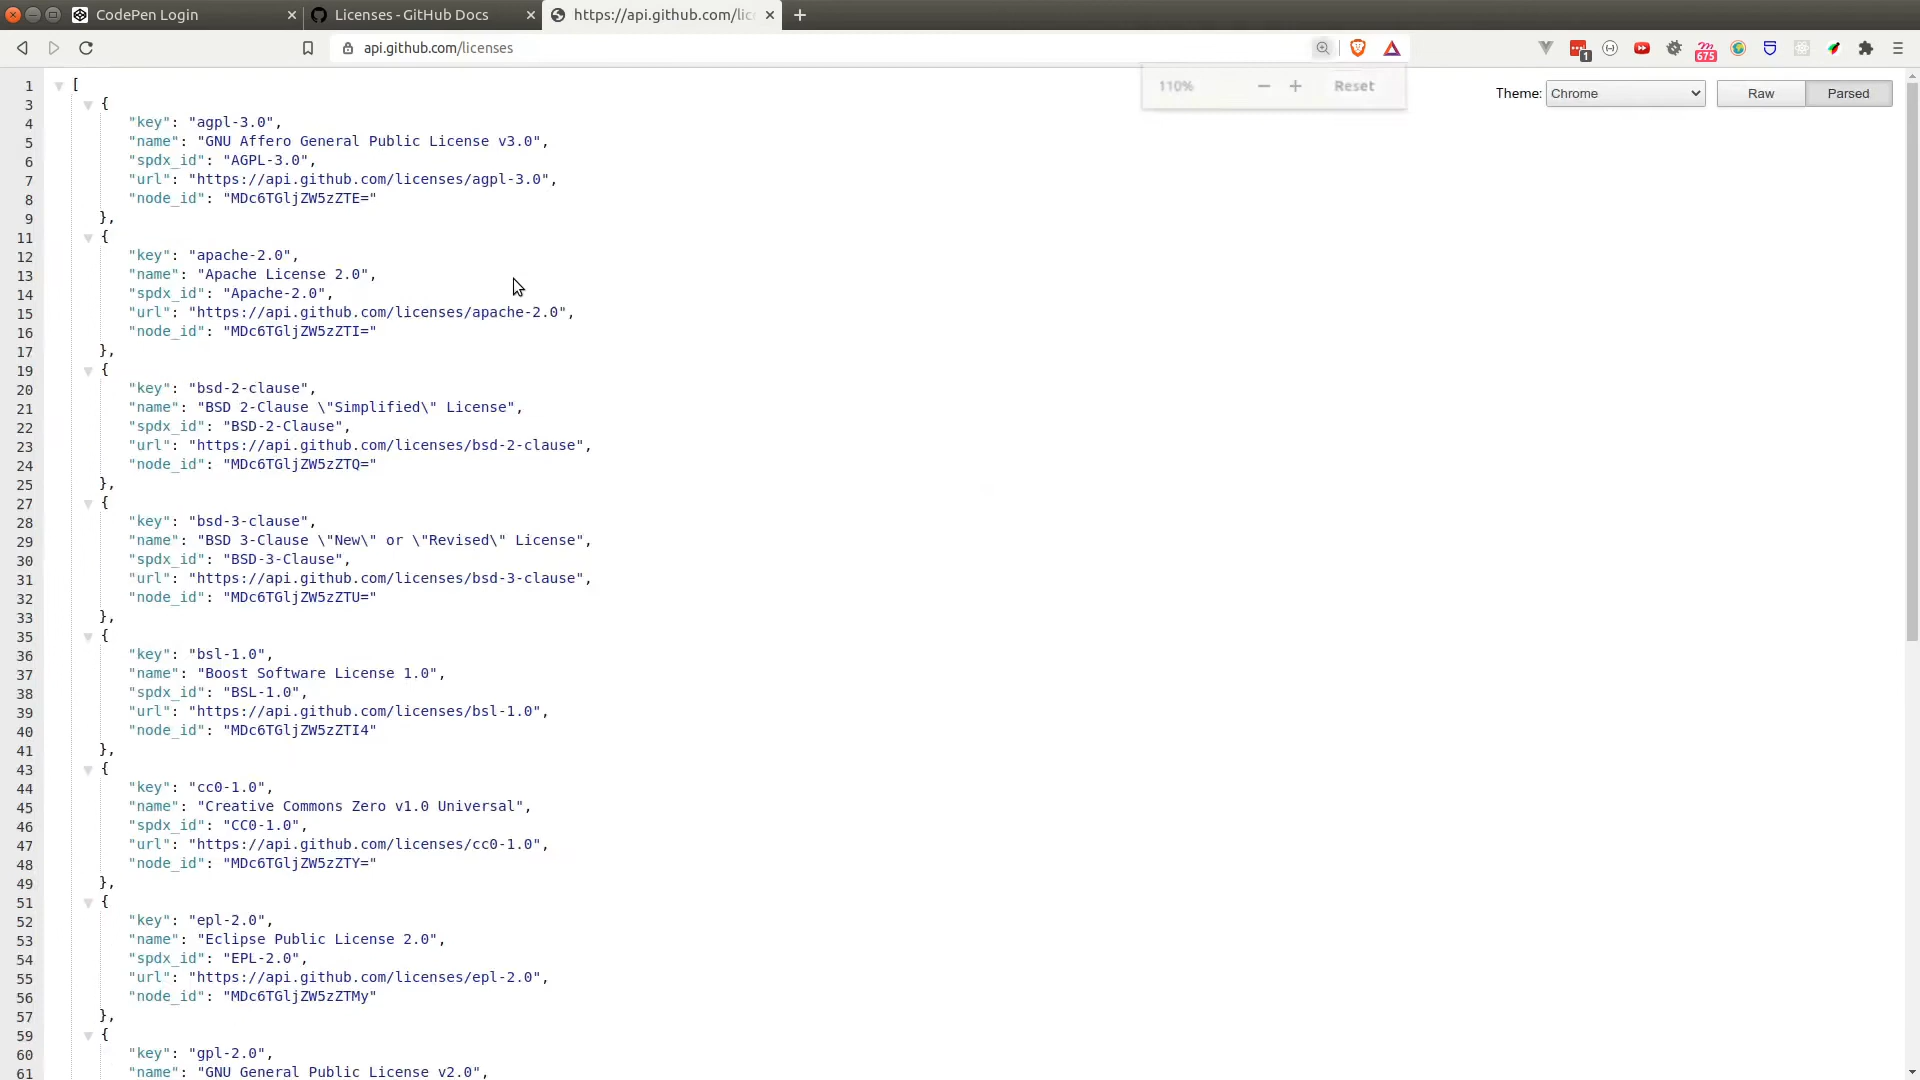 CodePen Login
Licenses - GitHub Docs
https://api.github.com/lic
api.github.com/licenses
1
675
110%
Reset
Theme:
Chrome
Raw
Parsed
1 [
3 {
4 "key": "agpl-3.0",
5 "name": "GNU Affero General Public License v3.0",
6 "spdx_id": "AGPL-3.0",
7 "url": "https://api.github.com/licenses/agpl-3.0",
8 "node_id": "MDc6TGljZW5zZTE="
9 },
11 {
12 "key": "apache-2.0",
13 "name": "Apache License 2.0",
14 "spdx_id": "Apache-2.0",
15 "url": "https://api.github.com/licenses/apache-2.0",
16 "node_id": "MDc6TGljZW5zZTI="
17 },
19 {
20 "key": "bsd-2-clause",
21 "name": "BSD 2-Clause \"Simplified\" License",
22 "spdx_id": "BSD-2-Clause",
23 "url": "https://api.github.com/licenses/bsd-2-clause",
24 "node_id": "MDc6TGljZW5zZTQ="
25 },
27 {
28 "key": "bsd-3-clause",
29 "name": "BSD 3-Clause \"New\" or \"Revised\" License",
30 "spdx_id": "BSD-3-Clause",
31 "url": "https://api.github.com/licenses/bsd-3-clause",
32 "node_id": "MDc6TGljZW5zZTU="
33 },
35 {
36 "key": "bsl-1.0",
37 "name": "Boost Software License 1.0",
38 "spdx_id": "BSL-1.0",
39 "url": "https://api.github.com/licenses/bsl-1.0",
40 "node_id": "MDc6TGljZW5zZTI4"
41 },
43 {
44 "key": "cc0-1.0",
45 "name": "Creative Commons Zero v1.0 Universal",
46 "spdx_id": "CC0-1.0",
47 "url": "https://api.github.com/licenses/cc0-1.0",
48 "node_id": "MDc6TGljZW5zZTY="
49 },
51 {
52 "key": "epl-2.0",
53 "name": "Eclipse Public License 2.0",
54 "spdx_id": "EPL-2.0",
55 "url": "https://api.github.com/licenses/epl-2.0",
56 "node_id": "MDc6TGljZW5zZTMy"
57 },
59 {
60 "key": "gpl-2.0",
61 "name": "GNU General Public License v2.0",